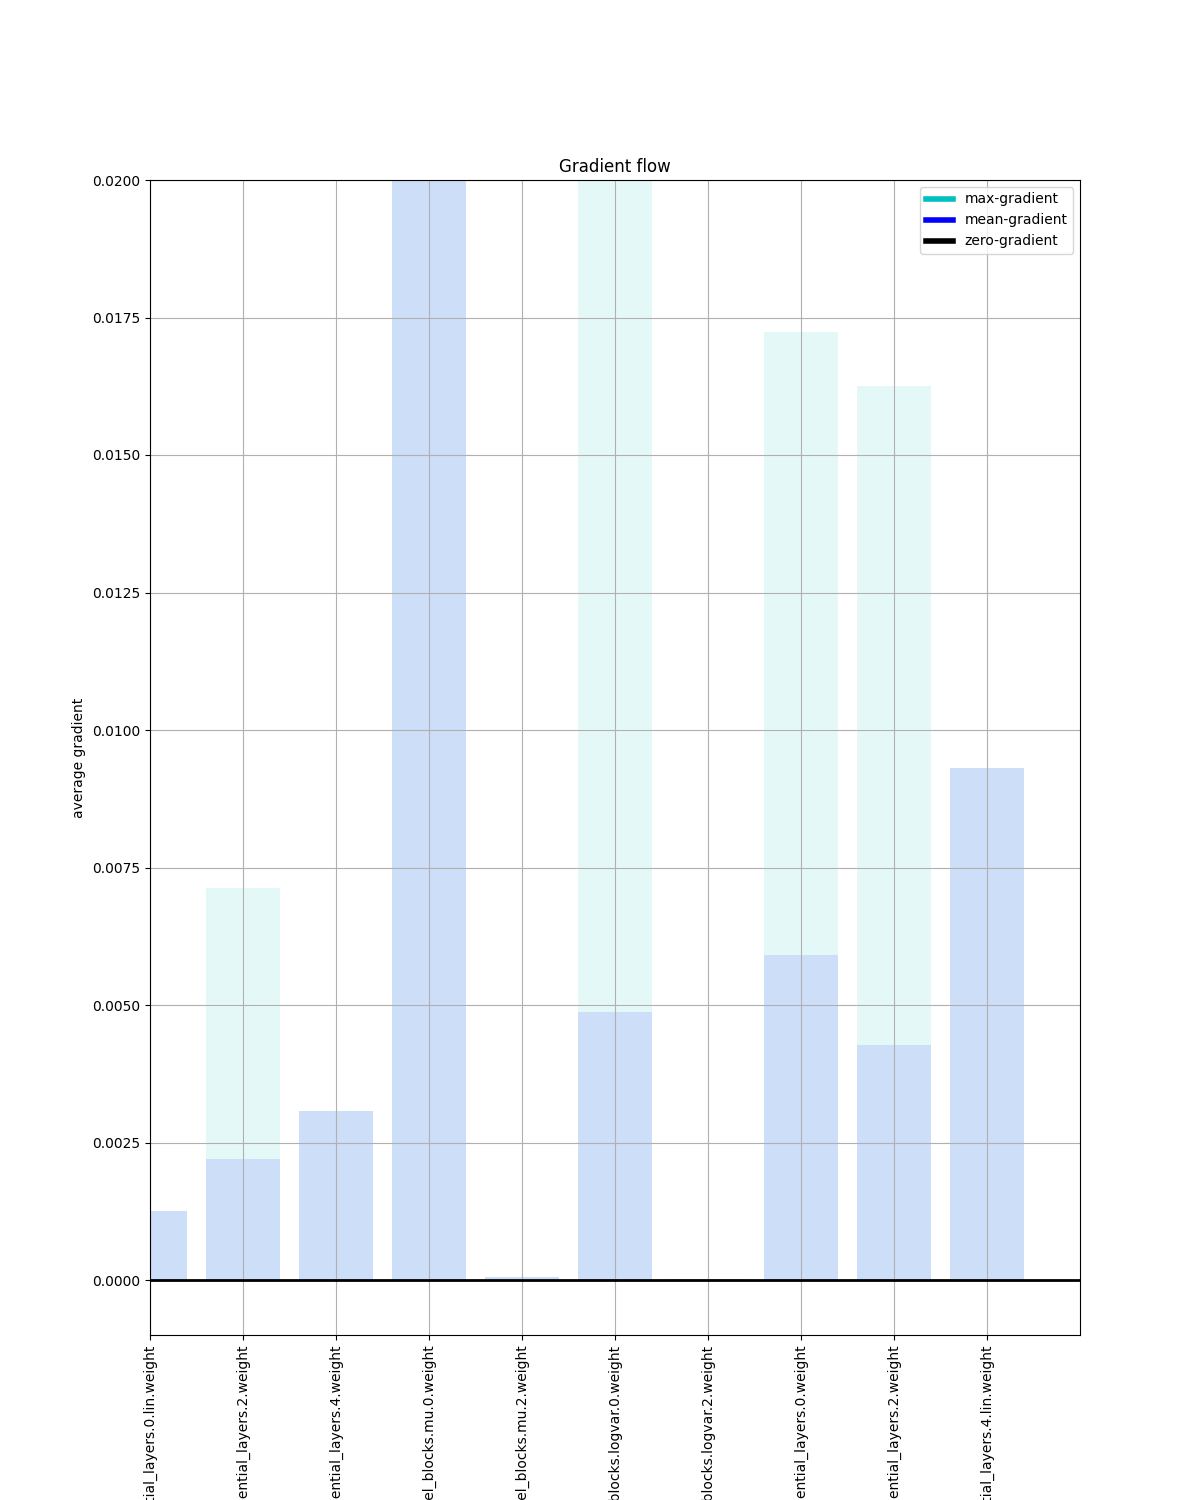 Gradient flow
max-gradient
mean-gradient
zero-gradient
0.0200
0.0175
0.0150
0.0125
0.0100
0.0075
0.0050
0.0025
0.0000
average gradient
tial_layers.0.lin.weight
ential_layers.2.weight
ential_layers.4.weight
el_blocks.mu.0.weight
el_blocks.mu.2.weight
blocks.logvar.0.weight
blocks.logvar.2.weight
ential_layers.0.weight
ential_layers.2.weight
tial_layers.4.lin.weight